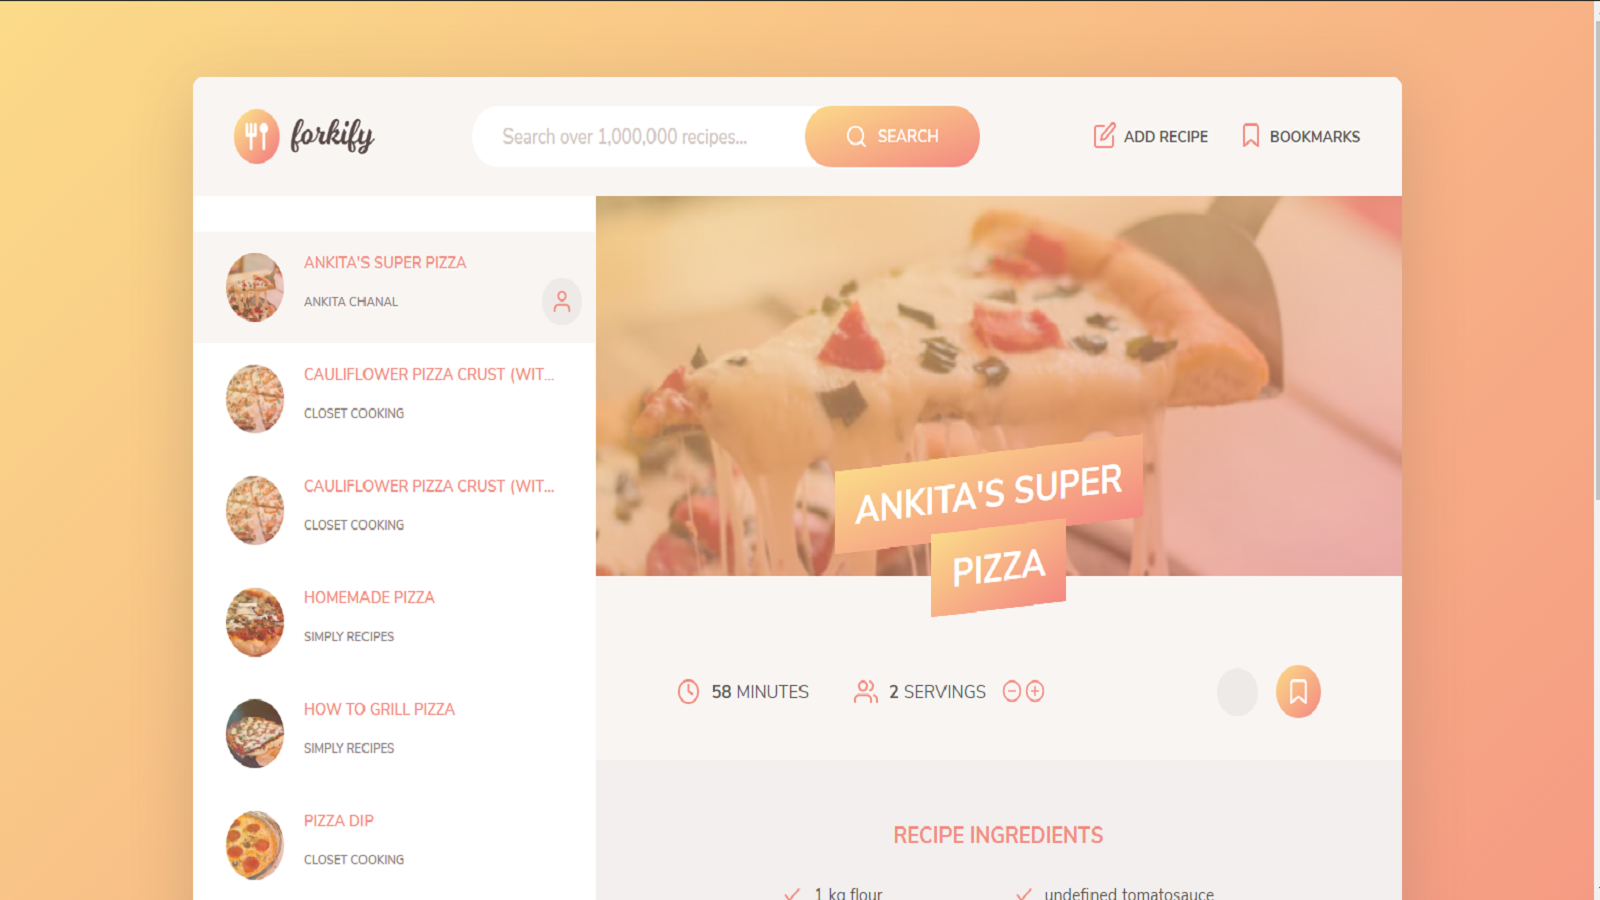 forkify
Search over 1,000,000 recipes...
SEARCH
ADD RECIPE
BOOKMARKS
ANKITA'S SUPER PIZZA
ANKITA CHANAL
CAULIFLOWER PIZZA CRUST (WIT...
CLOSET COOKING
CAULIFLOWER PIZZA CRUST (WIT...
CLOSET COOKING
HOMEMADE PIZZA
SIMPLY RECIPES
HOW TO GRILL PIZZA
SIMPLY RECIPES
PIZZA DIP
CLOSET COOKING
ANKITA'S SUPER
PIZZA
58 MINUTES
2 SERVINGS
RECIPE INGREDIENTS
1 kg flour
undefined tomatosauce